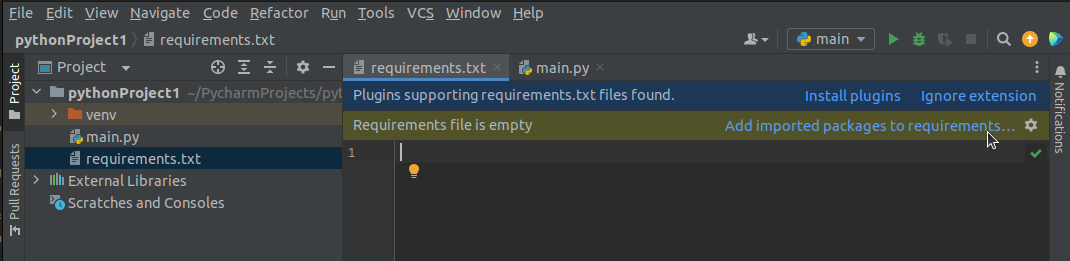 File Edit View Navigate Code Refactor Run Tools VCS Window Help
pythonProject1 requirements.txt main
Project
requirements.txt main.py
Plugins supporting requirements.txt files found. Install plugins Ignore extension
Requirements file is empty Add imported packages to requirements...
1
pythonProject1 ~/PycharmProjects/pyt
venv
main.py
requirements.txt
External Libraries
Scratches and Consoles
Project
Pull Requests
Notifications